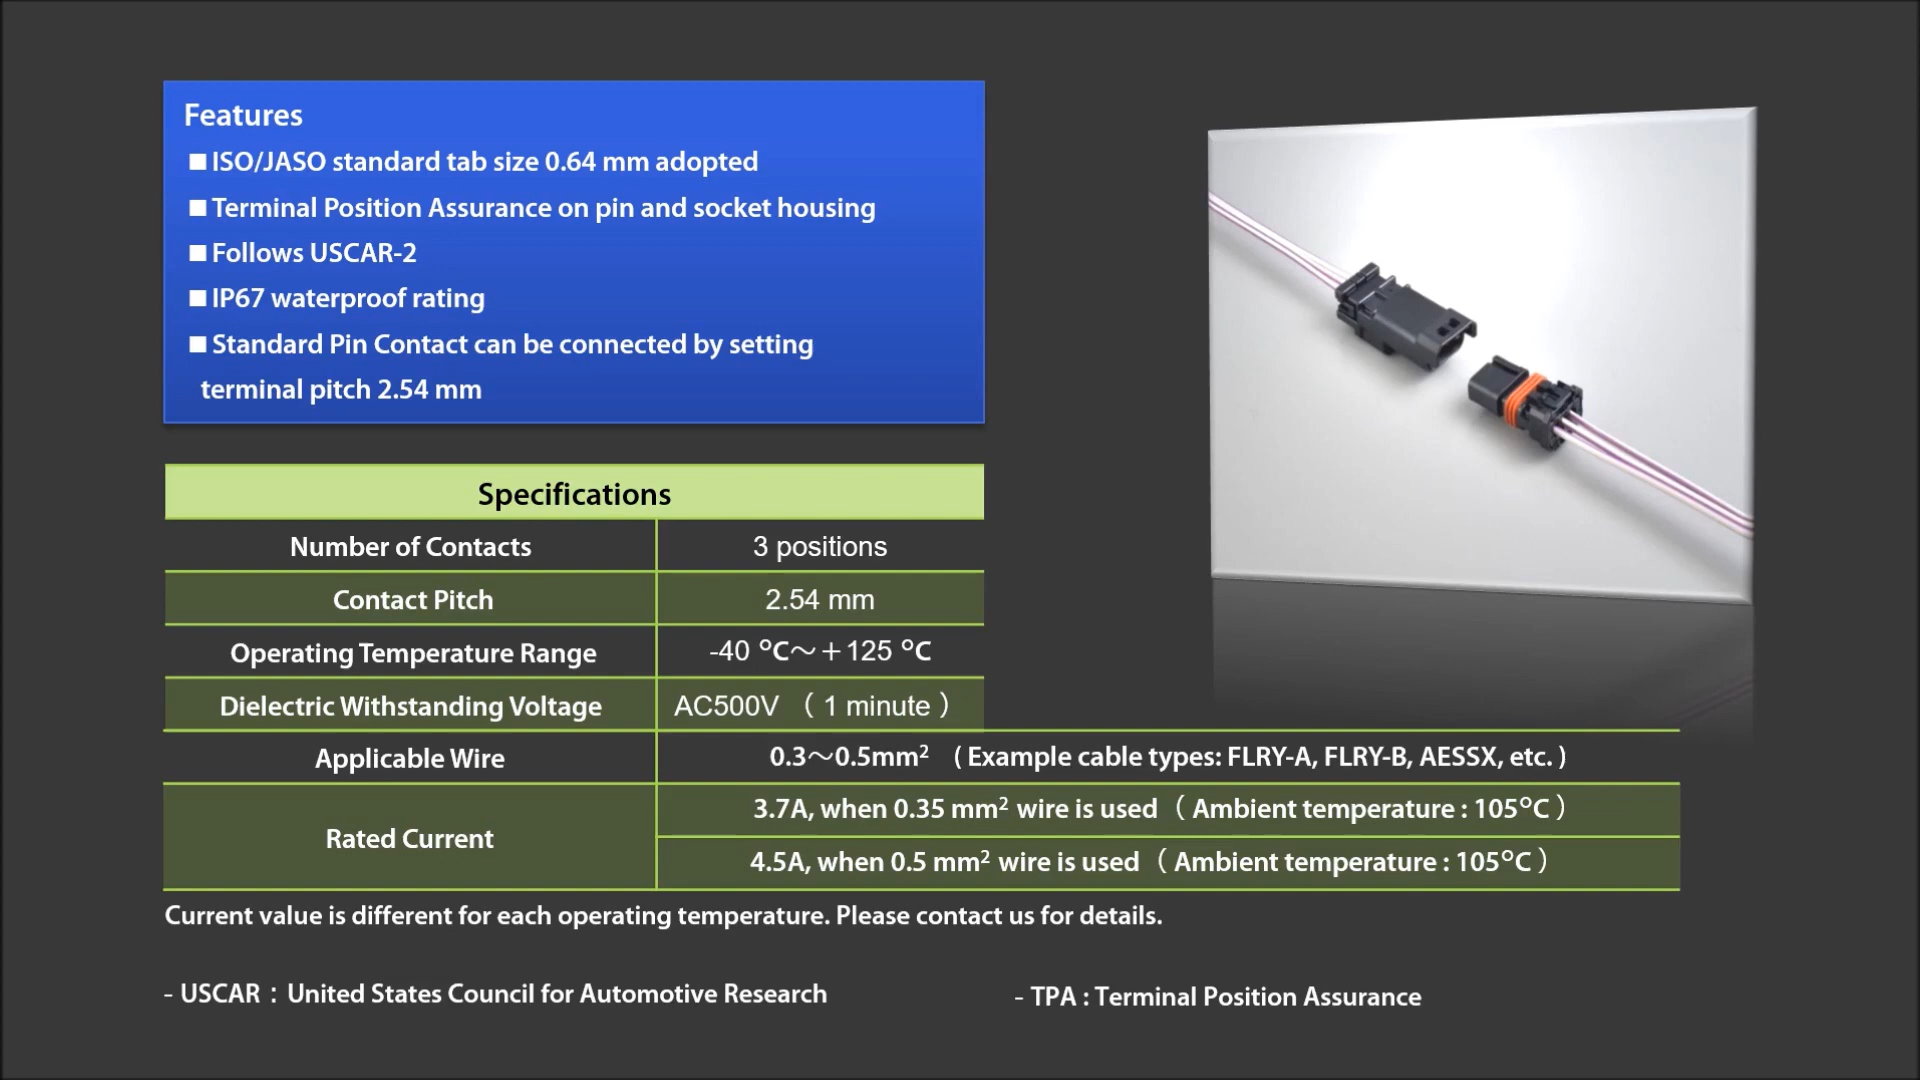 Features
■ ISO/JASO standard tab size 0.64 mm adopted
■ Terminal Position Assurance on pin and socket housing
■ Follows USCAR-2
■ IP67 waterproof rating
■ Standard Pin Contact can be connected by setting
terminal pitch 2.54 mm
Specifications
Number of Contacts 3 positions
Contact Pitch 2.54 mm
Operating Temperature Range -40 ℃～＋125 ℃
Dielectric Withstanding Voltage AC500V （ 1 minute ）
Applicable Wire 0.3～0.5mm² ( Example cable types: FLRY-A, FLRY-B, AESSX, etc. )
Rated Current
3.7A, when 0.35 mm² wire is used （ Ambient temperature : 105℃ ）
4.5A, when 0.5 mm² wire is used （ Ambient temperature : 105℃ ）
Current value is different for each operating temperature. Please contact us for details.
- USCAR： United States Council for Automotive Research
- TPA : Terminal Position Assurance